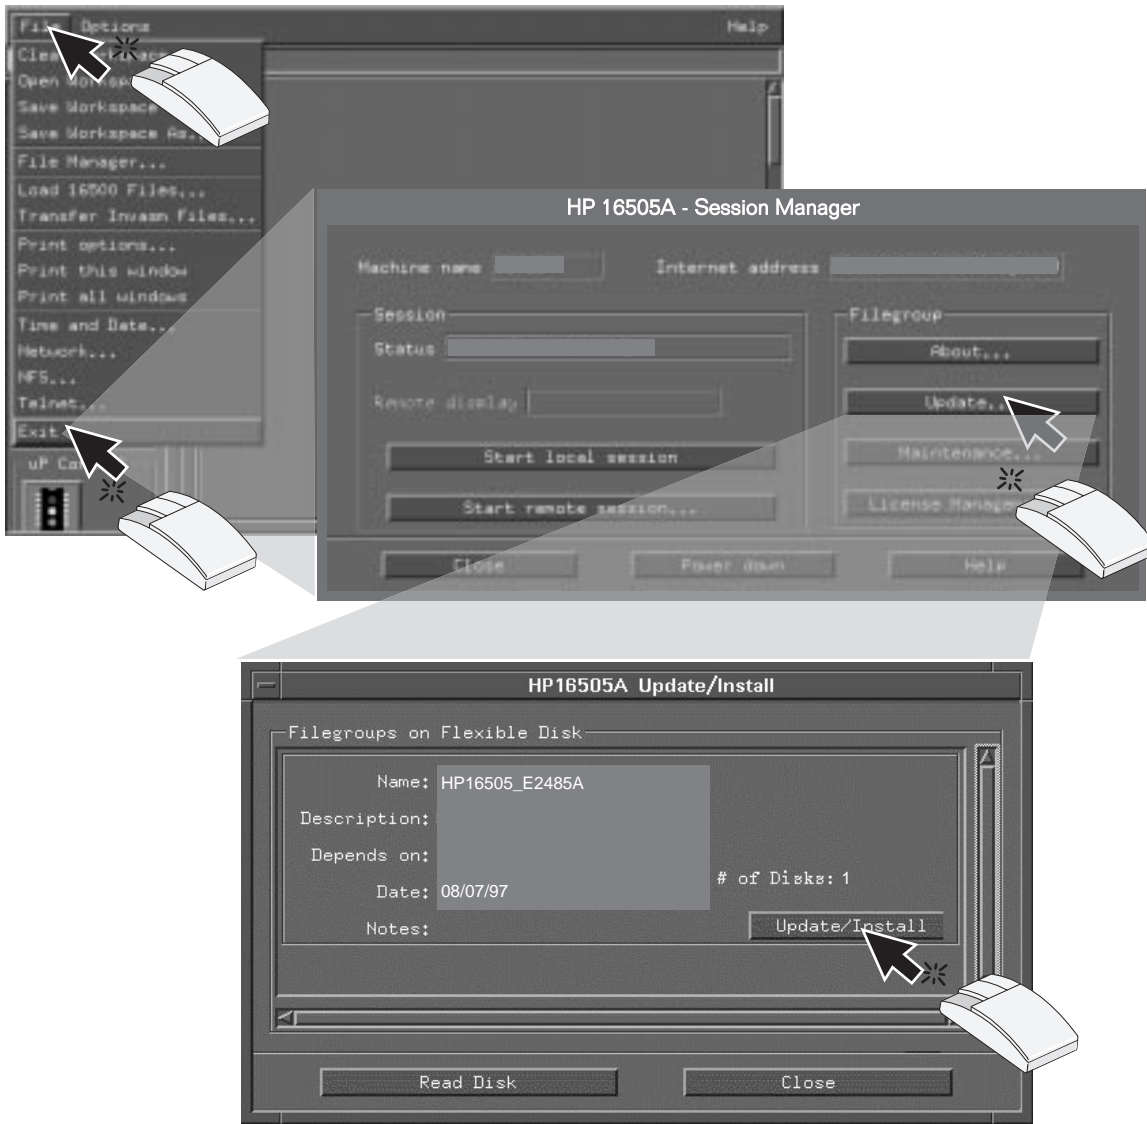 File Options Help
Clear Workspace
Open Workspace
Save Workspace
Save Workspace As...
File Manager...
Load 16500 Files...
Transfer Invasm Files...
Print options...
Print this window
Print all windows
Time and Date...
Network...
NFS...
Telnet...
Exit
uP
HP 16505A - Session Manager
Machine name Internet address
Session
Status
Remote display
Start local session
Start remote session...
Filegroup
About...
Update...
Maintenance...
License
Close Power down Help
HP16505A Update/Install
Filegroups on Flexible Disk
Name: HP16505_E2485A
Description:
Depends on:
# of Disks: 1
Date: 08/07/97
Notes:
Update/Install
Read Disk Close